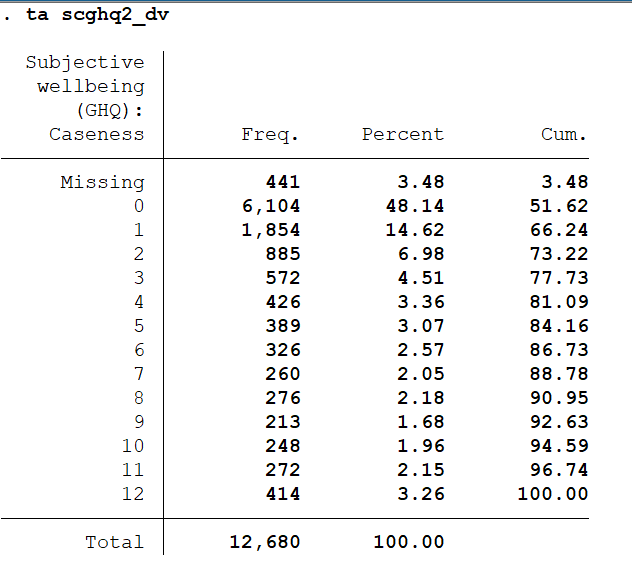 . ta scghq2_dv
Subjective
wellbeing
(GHQ):
Caseness Freq. Percent Cum.
Missing 441 3.48 3.48
0 6,104 48.14 51.62
1 1,854 14.62 66.24
2 885 6.98 73.22
3 572 4.51 77.73
4 426 3.36 81.09
5 389 3.07 84.16
6 326 2.57 86.73
7 260 2.05 88.78
8 276 2.18 90.95
9 213 1.68 92.63
10 248 1.96 94.59
11 272 2.15 96.74
12 414 3.26 100.00
Total 12,680 100.00